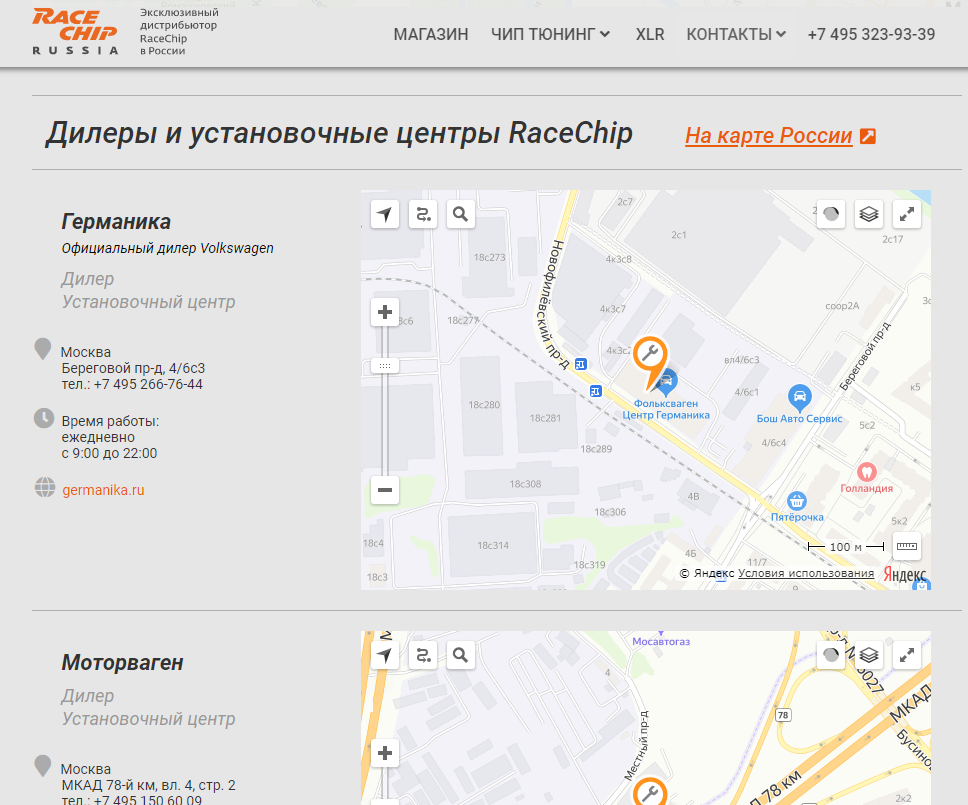 RACE CHIP
RUSSIA
Эксклюзивный
дистрибьютор
RaceChip
в России
МАГАЗИН
ЧИП ТЮНИНГ
XLR
КОНТАКТЫ
+7 495 323-93-39
Дилеры и установочные центры RaceChip
На карте России
Германика
Официальный дилер Volkswagen
Дилер
Установочный центр
Москва
Береговой пр-д, 4/6с3
тел.: +7 495 266-76-44
Время работы:
ежедневно
с 9:00 до 22:00
germanika.ru
2с7
2с1
2с17
18с273
Новофилёвский пр-д
4к3с8
соор2А
4к3с7
18с277
Береговой пр-д
вл4/6с3
4/6с1
Фольксваген
Центр Германика
Бош Авто Сервис
18с280
18с281
5с2
4/6с4
18с289
Голландия
18с308
4В
Пятёрочка
18с306
5к2
18с4
18с314
100 м
4Б
11/7
18с319
18с3
© Яндекс Условия использования
Яндекс
Моторваген
Дилер
Установочный центр
Москва
МКАД 78-й км, вл. 4, стр. 2
тел.: +7 495 150 60 09
Мосавтогаз
4
78
МКАД
Местный пр-д
78 км
2к2